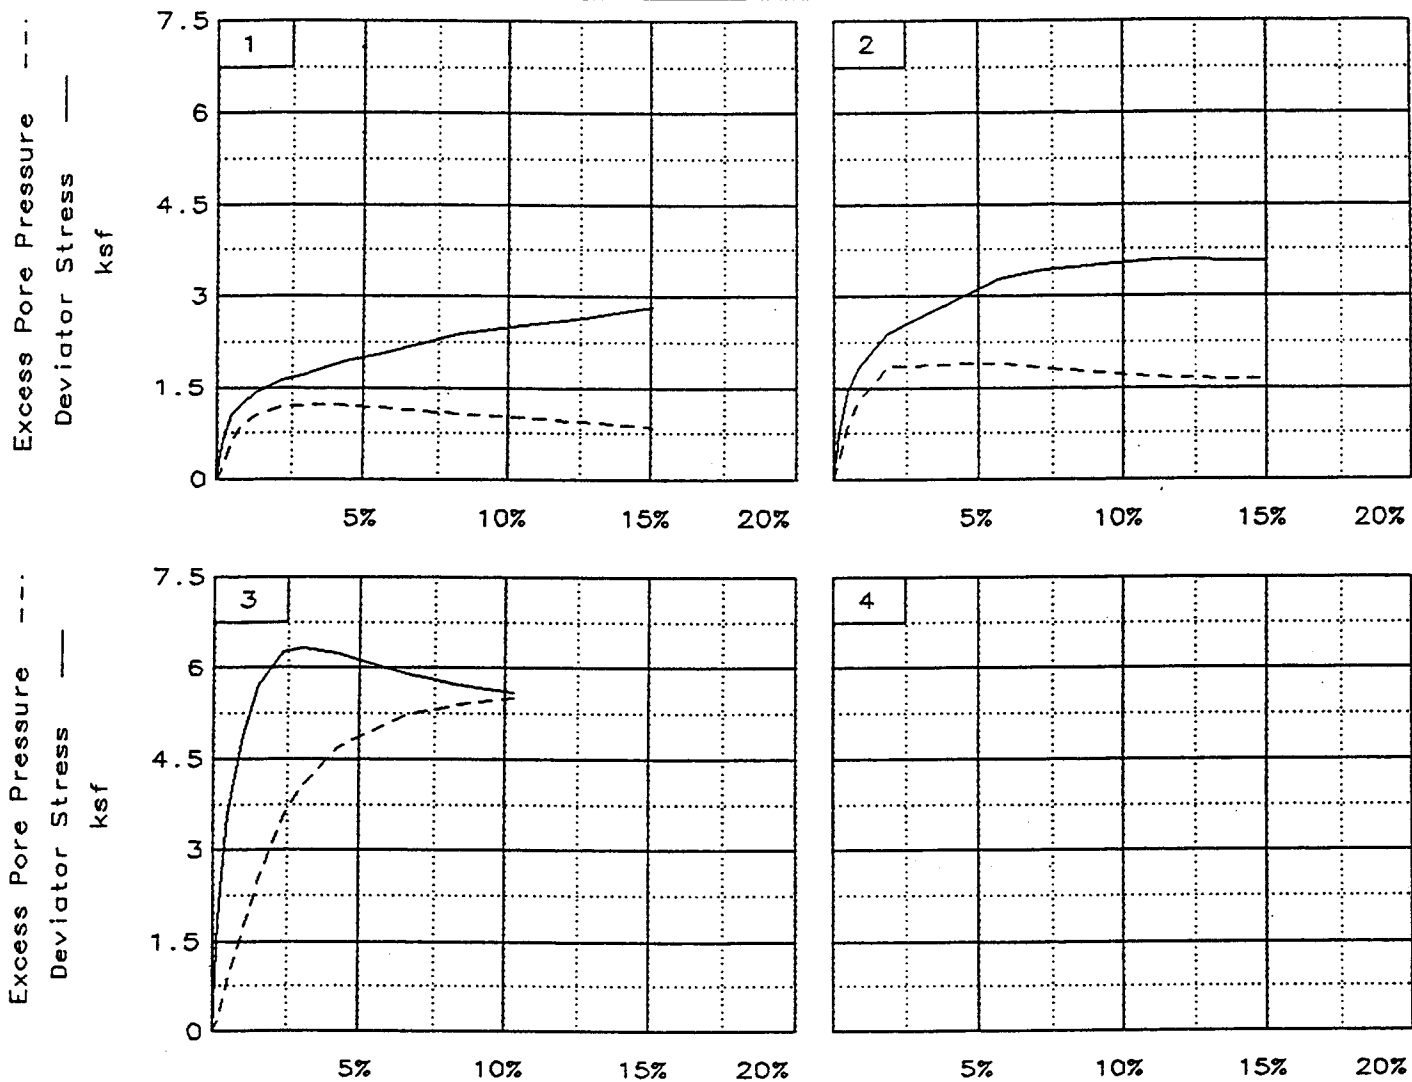 Excess Pore Pressure ---.
Deviator Stress ——
ksf
7.5
6
4.5
3
1.5
0
1
5% 10% 15% 20%
2
5% 10% 15% 20%
Excess Pore Pressure ---.
Deviator Stress ——
ksf
7.5
6
4.5
3
1.5
0
3
5% 10% 15% 20%
4
5% 10% 15% 20%